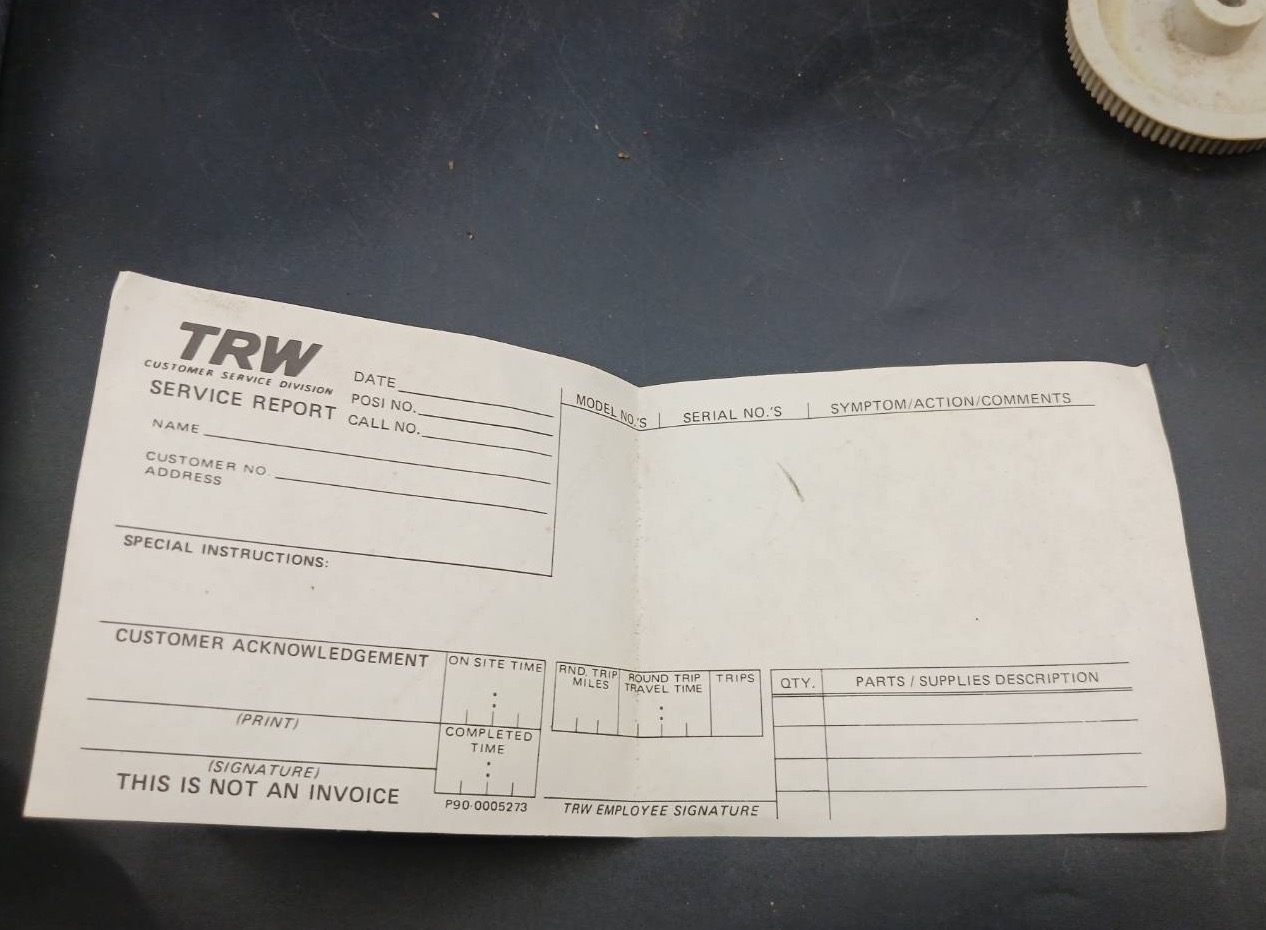 TRW
CUSTOMER SERVICE DIVISION
SERVICE REPORT
DATE
POSI NO.
CALL NO.
NAME
CUSTOMER NO.
ADDRESS
SPECIAL INSTRUCTIONS:
MODEL NO.'S | SERIAL NO.'S | SYMPTOM/ACTION/COMMENTS
CUSTOMER ACKNOWLEDGEMENT
(PRINT)
(SIGNATURE)
THIS IS NOT AN INVOICE
ON SITE TIME
:
COMPLETED
TIME
:
P90-0005273
RND. TRIP
MILES
ROUND TRIP
TRAVEL TIME
:
TRIPS
TRW EMPLOYEE SIGNATURE
QTY.
PARTS / SUPPLIES DESCRIPTION